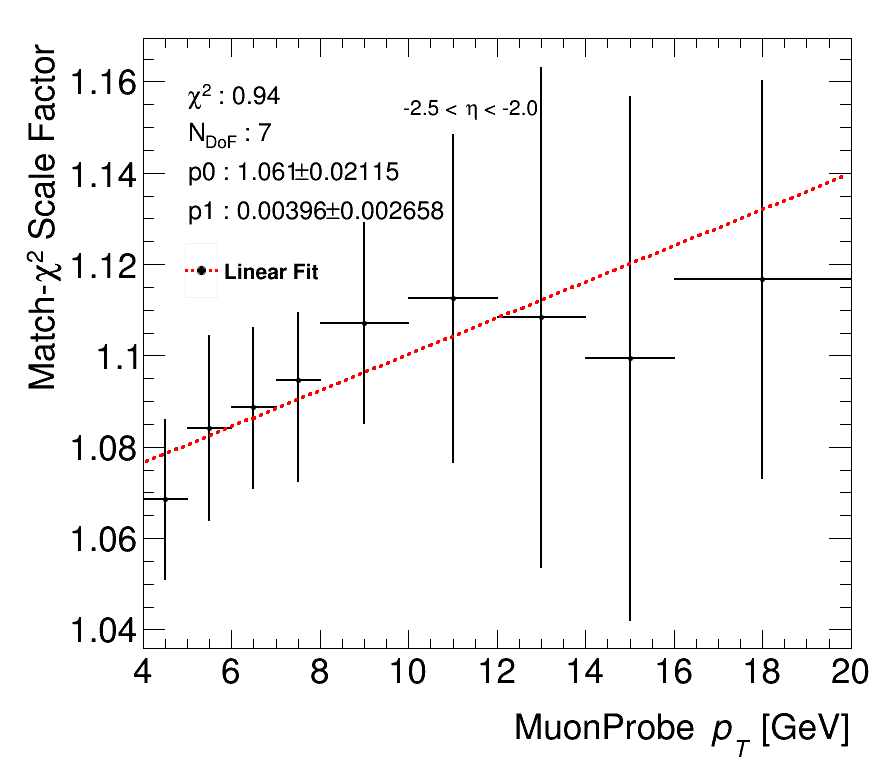 Match-χ² Scale Factor
1.16
1.14
1.12
1.1
1.08
1.06
1.04
χ² : 0.94
N_DoF : 7
p0 : 1.061±0.02115
p1 : 0.00396±0.002658
-2.5 < η < -2.0
Linear Fit
4 6 8 10 12 14 16 18 20
MuonProbe p_T [GeV]